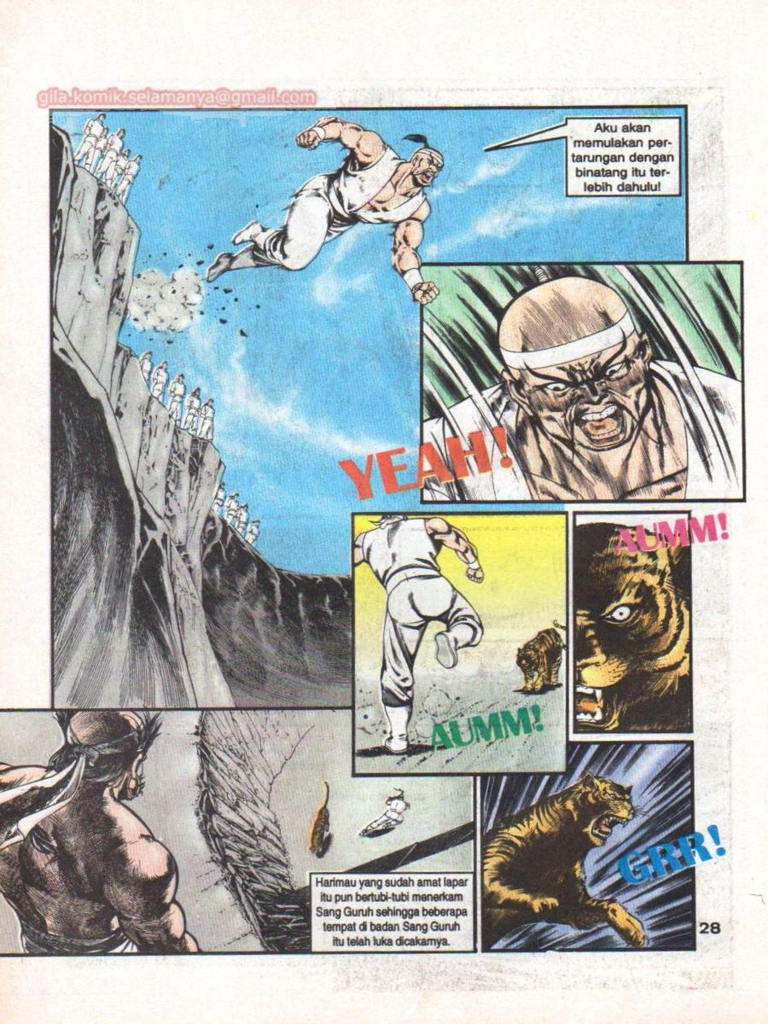 gila.komik.selamanya@gmail.com
Aku akan
memulakan per-
tarungan dengan
binatang itu ter-
lebih dahulu!
YEAH!
AUMM!
AUMM!
GRR!
Harimau yang sudah amat lapar
itu pun bertubi-tubi menerkam
Sang Guruh sehingga beberapa
tempat di badan Sang Guruh
itu telah luka dicakarnya.
28